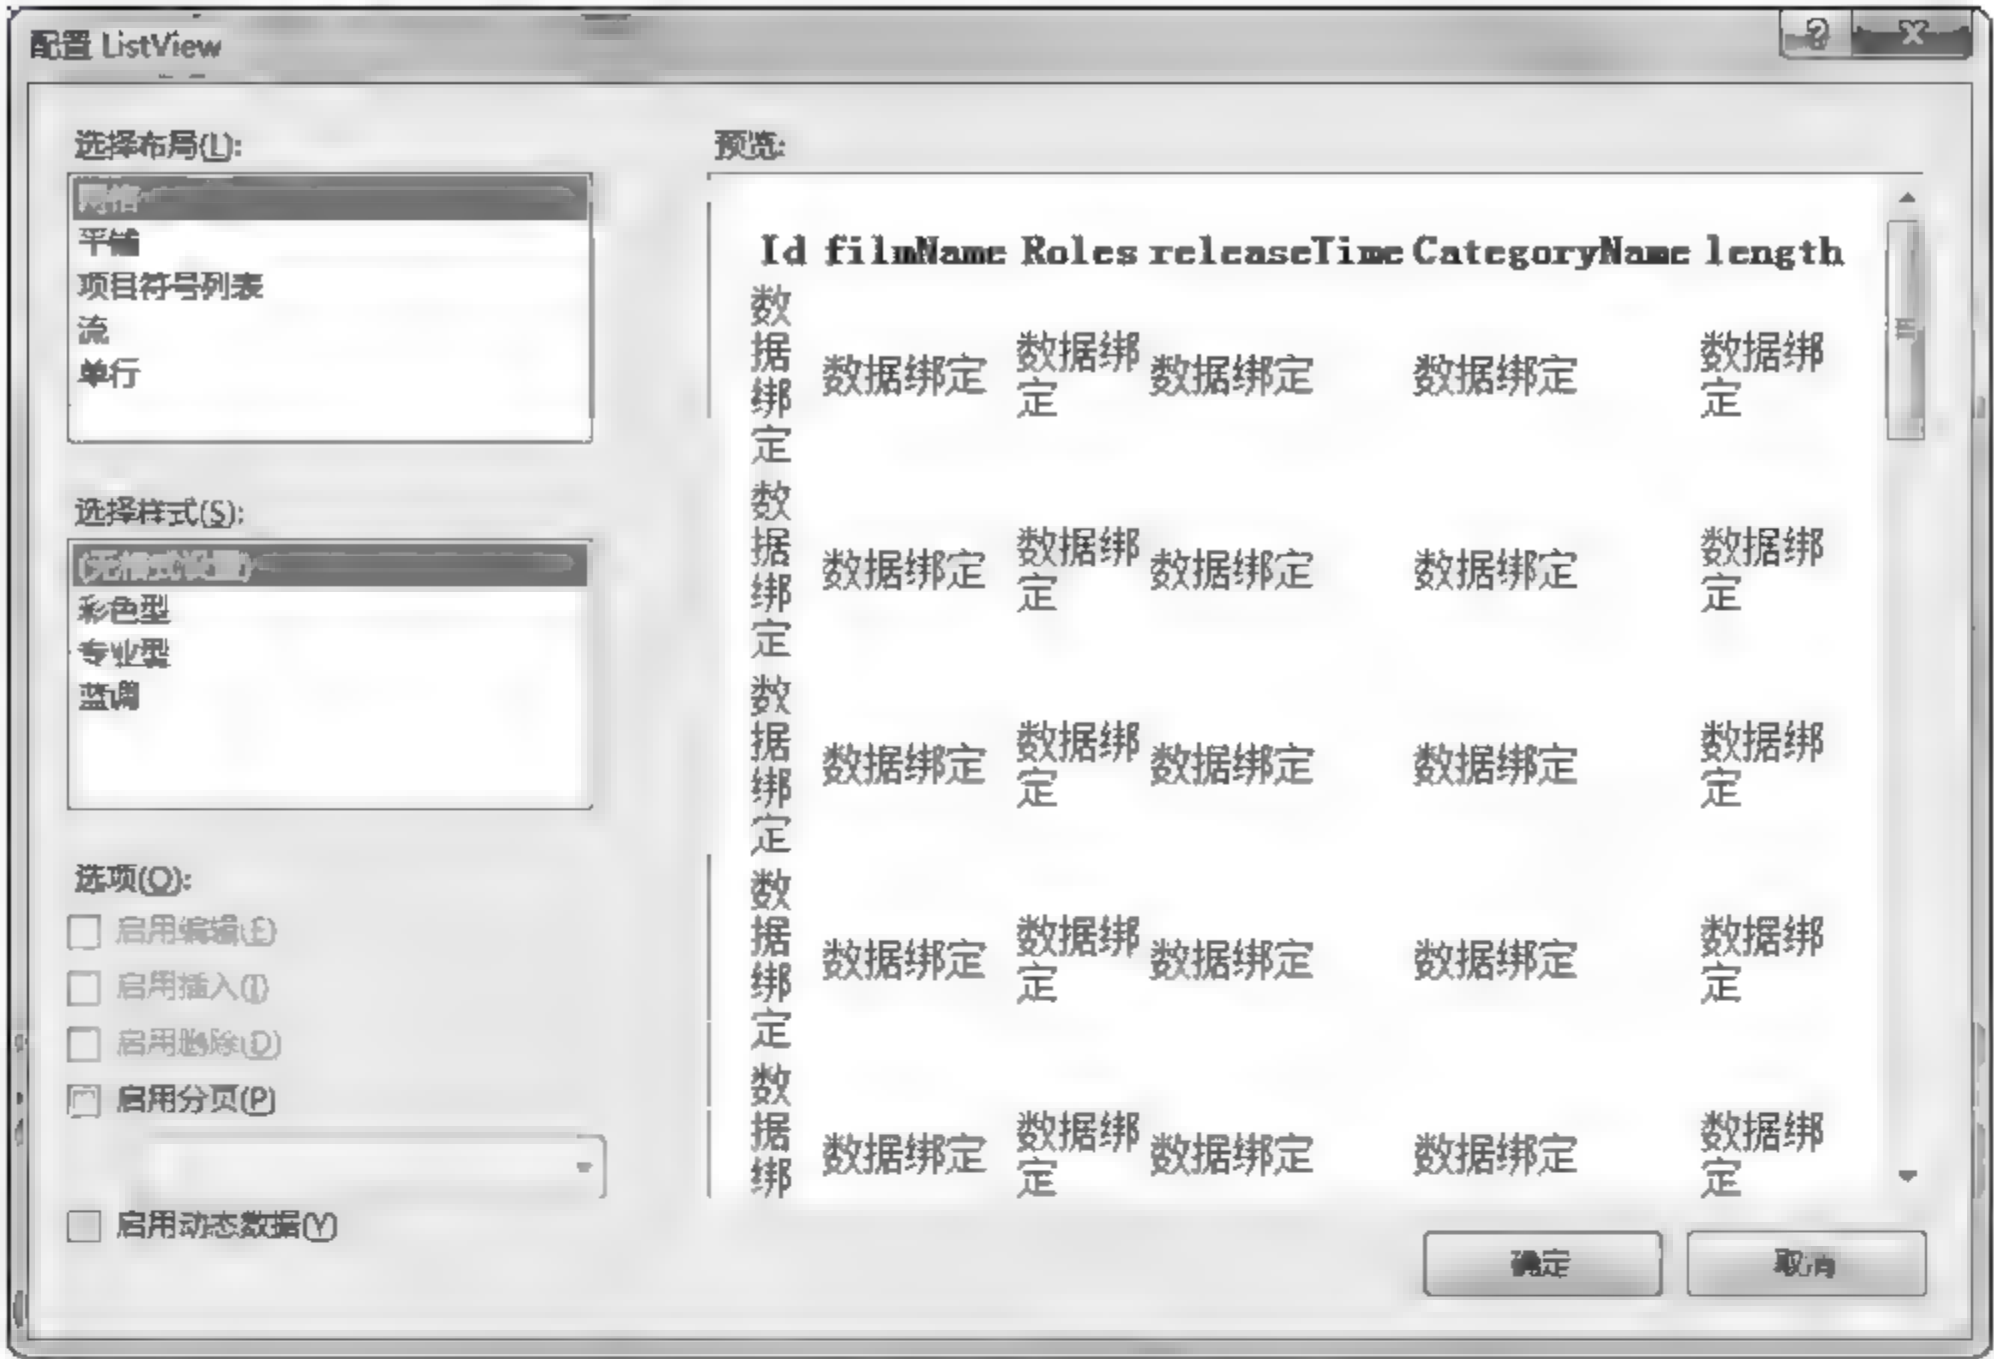 配置 ListView
选择布局(L):
网格
平铺
项目符号列表
流
单行
选择样式(S):
(无格式设置)
彩色型
专业型
蓝调
选项(O):
启用编辑(E)
启用插入(I)
启用删除(D)
启用分页(P)
启用动态数据(Y)
预览:
Id filmName Roles releaseTime CategoryName length
数据绑定 数据绑定 数据绑定 数据绑定 数据绑定 数据绑定
数据绑定 数据绑定 数据绑定 数据绑定 数据绑定 数据绑定
数据绑定 数据绑定 数据绑定 数据绑定 数据绑定 数据绑定
数据绑定 数据绑定 数据绑定 数据绑定 数据绑定 数据绑定
数据绑 数据绑定 数据绑定 数据绑定 数据绑定 数据绑定
确定 取消